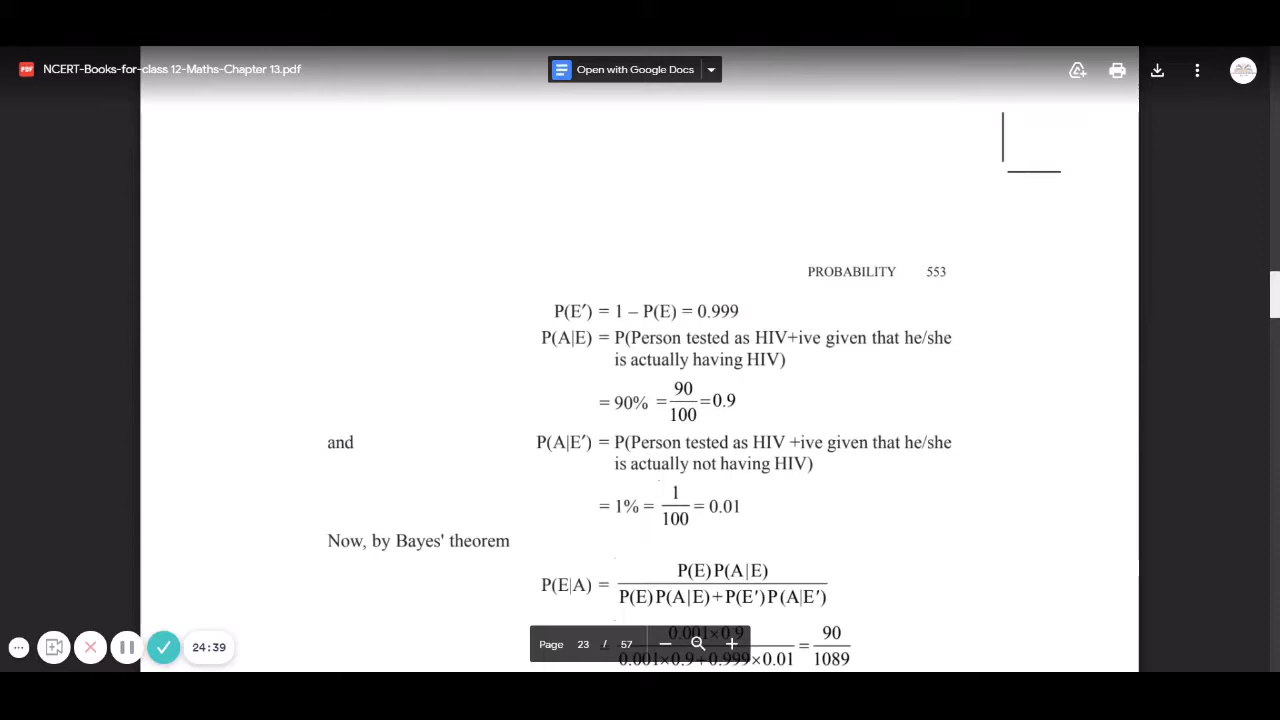 PDF NCERT-Books-for-class 12-Maths-Chapter 13.pdf
Open with Google Docs
PROBABILITY 553
P(E′) = 1 – P(E) = 0.999
P(A|E) = P(Person tested as HIV+ive given that he/she
is actually having HIV)
= 90% = 90/100 = 0.9
and P(A|E′) = P(Person tested as HIV +ive given that he/she
is actually not having HIV)
= 1% = 1/100 = 0.01
Now, by Bayes' theorem
P(E|A) = P(E) P(A|E) / P(E) P(A|E) + P(E′) P(A|E′)
= 0.001×0.9 / 0.001×0.9+0.999×0.01 = 90/1089
Page 23 / 57
24:39